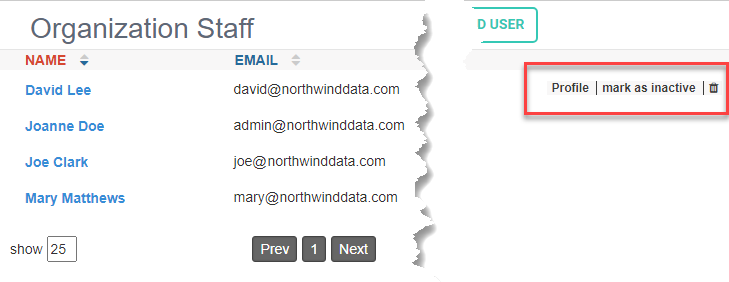 Organization Staff
D USER
NAME EMAIL
David Lee david@northwinddata.com Profile | mark as inactive |
Joanne Doe admin@northwinddata.com
Joe Clark joe@northwinddata.com
Mary Matthews mary@northwinddata.com
show 25 Prev 1 Next